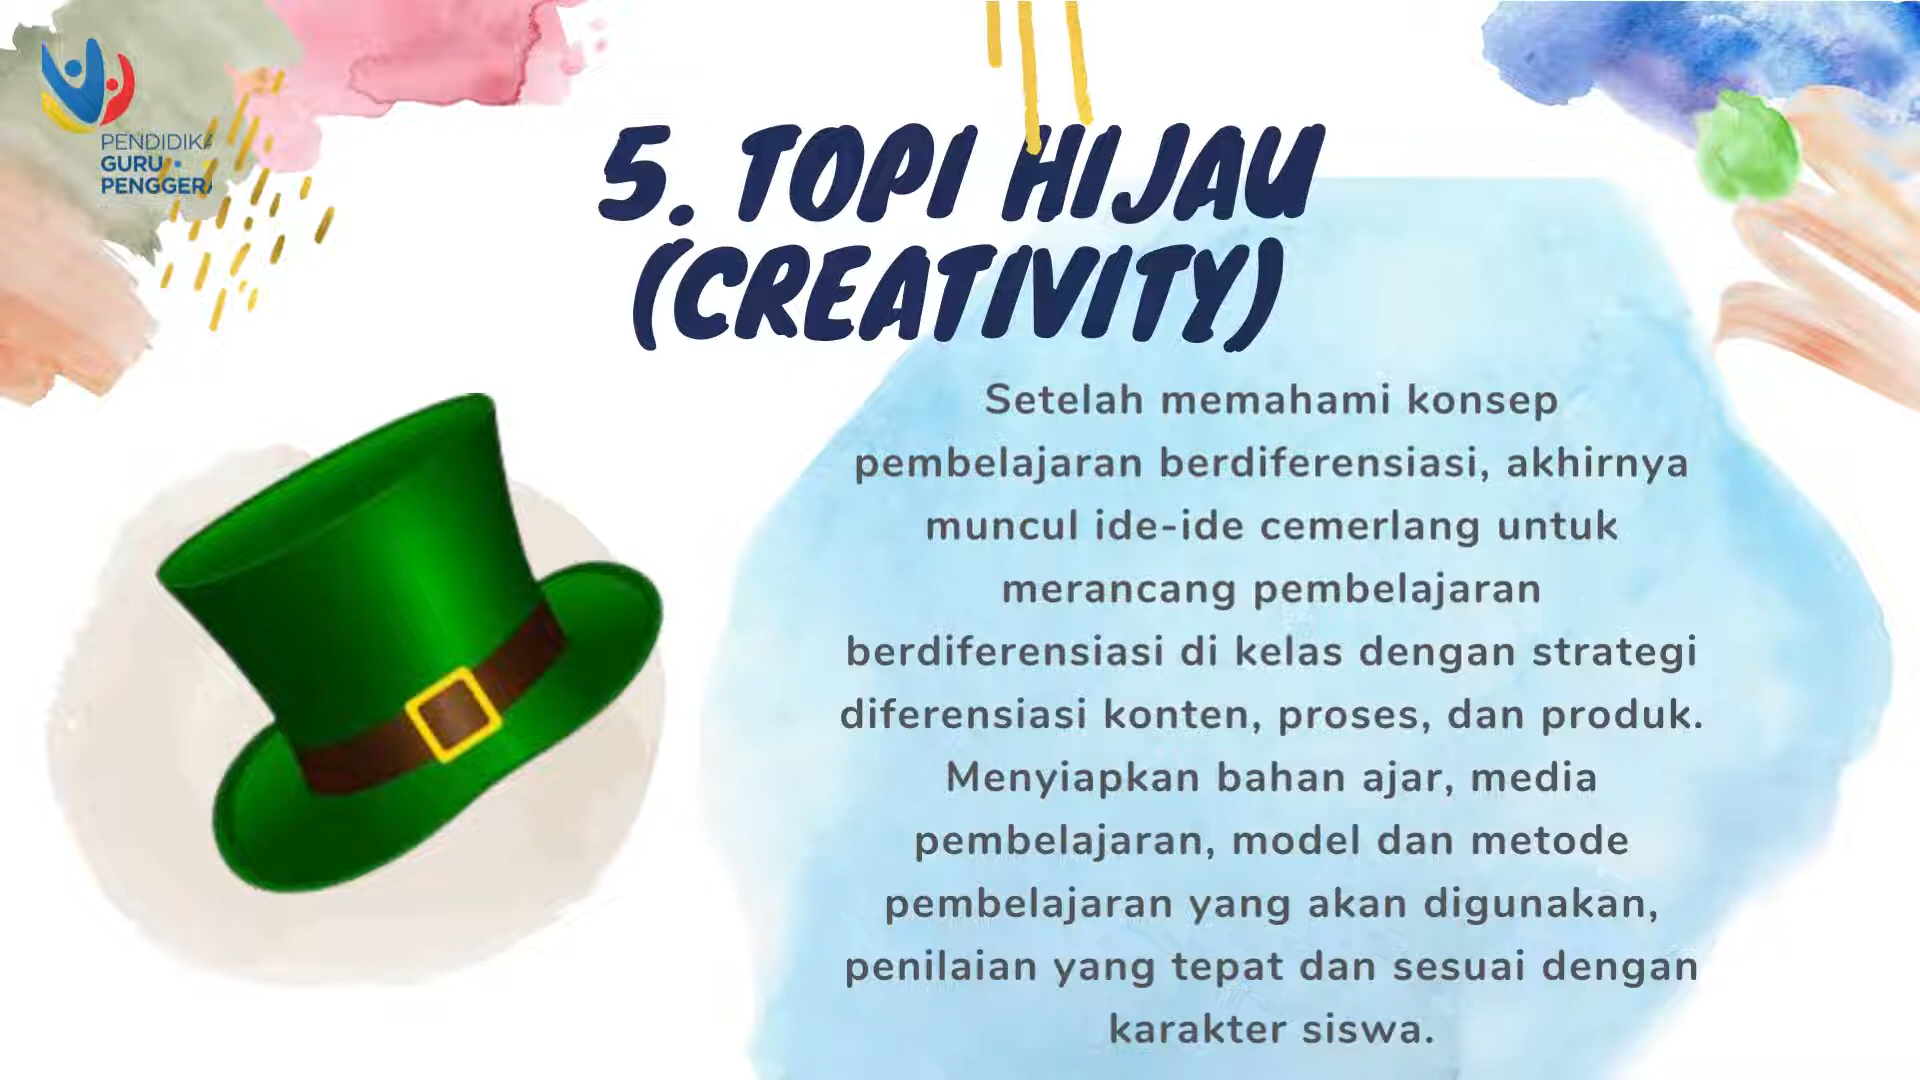 PENDIDIKA
GURU
PENGGERA
5. TOPI HIJAU
(CREATIVITY)
Setelah memahami konsep
pembelajaran berdiferensiasi, akhirnya
muncul ide-ide cemerlang untuk
merancang pembelajaran
berdiferensiasi di kelas dengan strategi
diferensiasi konten, proses, dan produk.
Menyiapkan bahan ajar, media
pembelajaran, model dan metode
pembelajaran yang akan digunakan,
penilaian yang tepat dan sesuai dengan
karakter siswa.